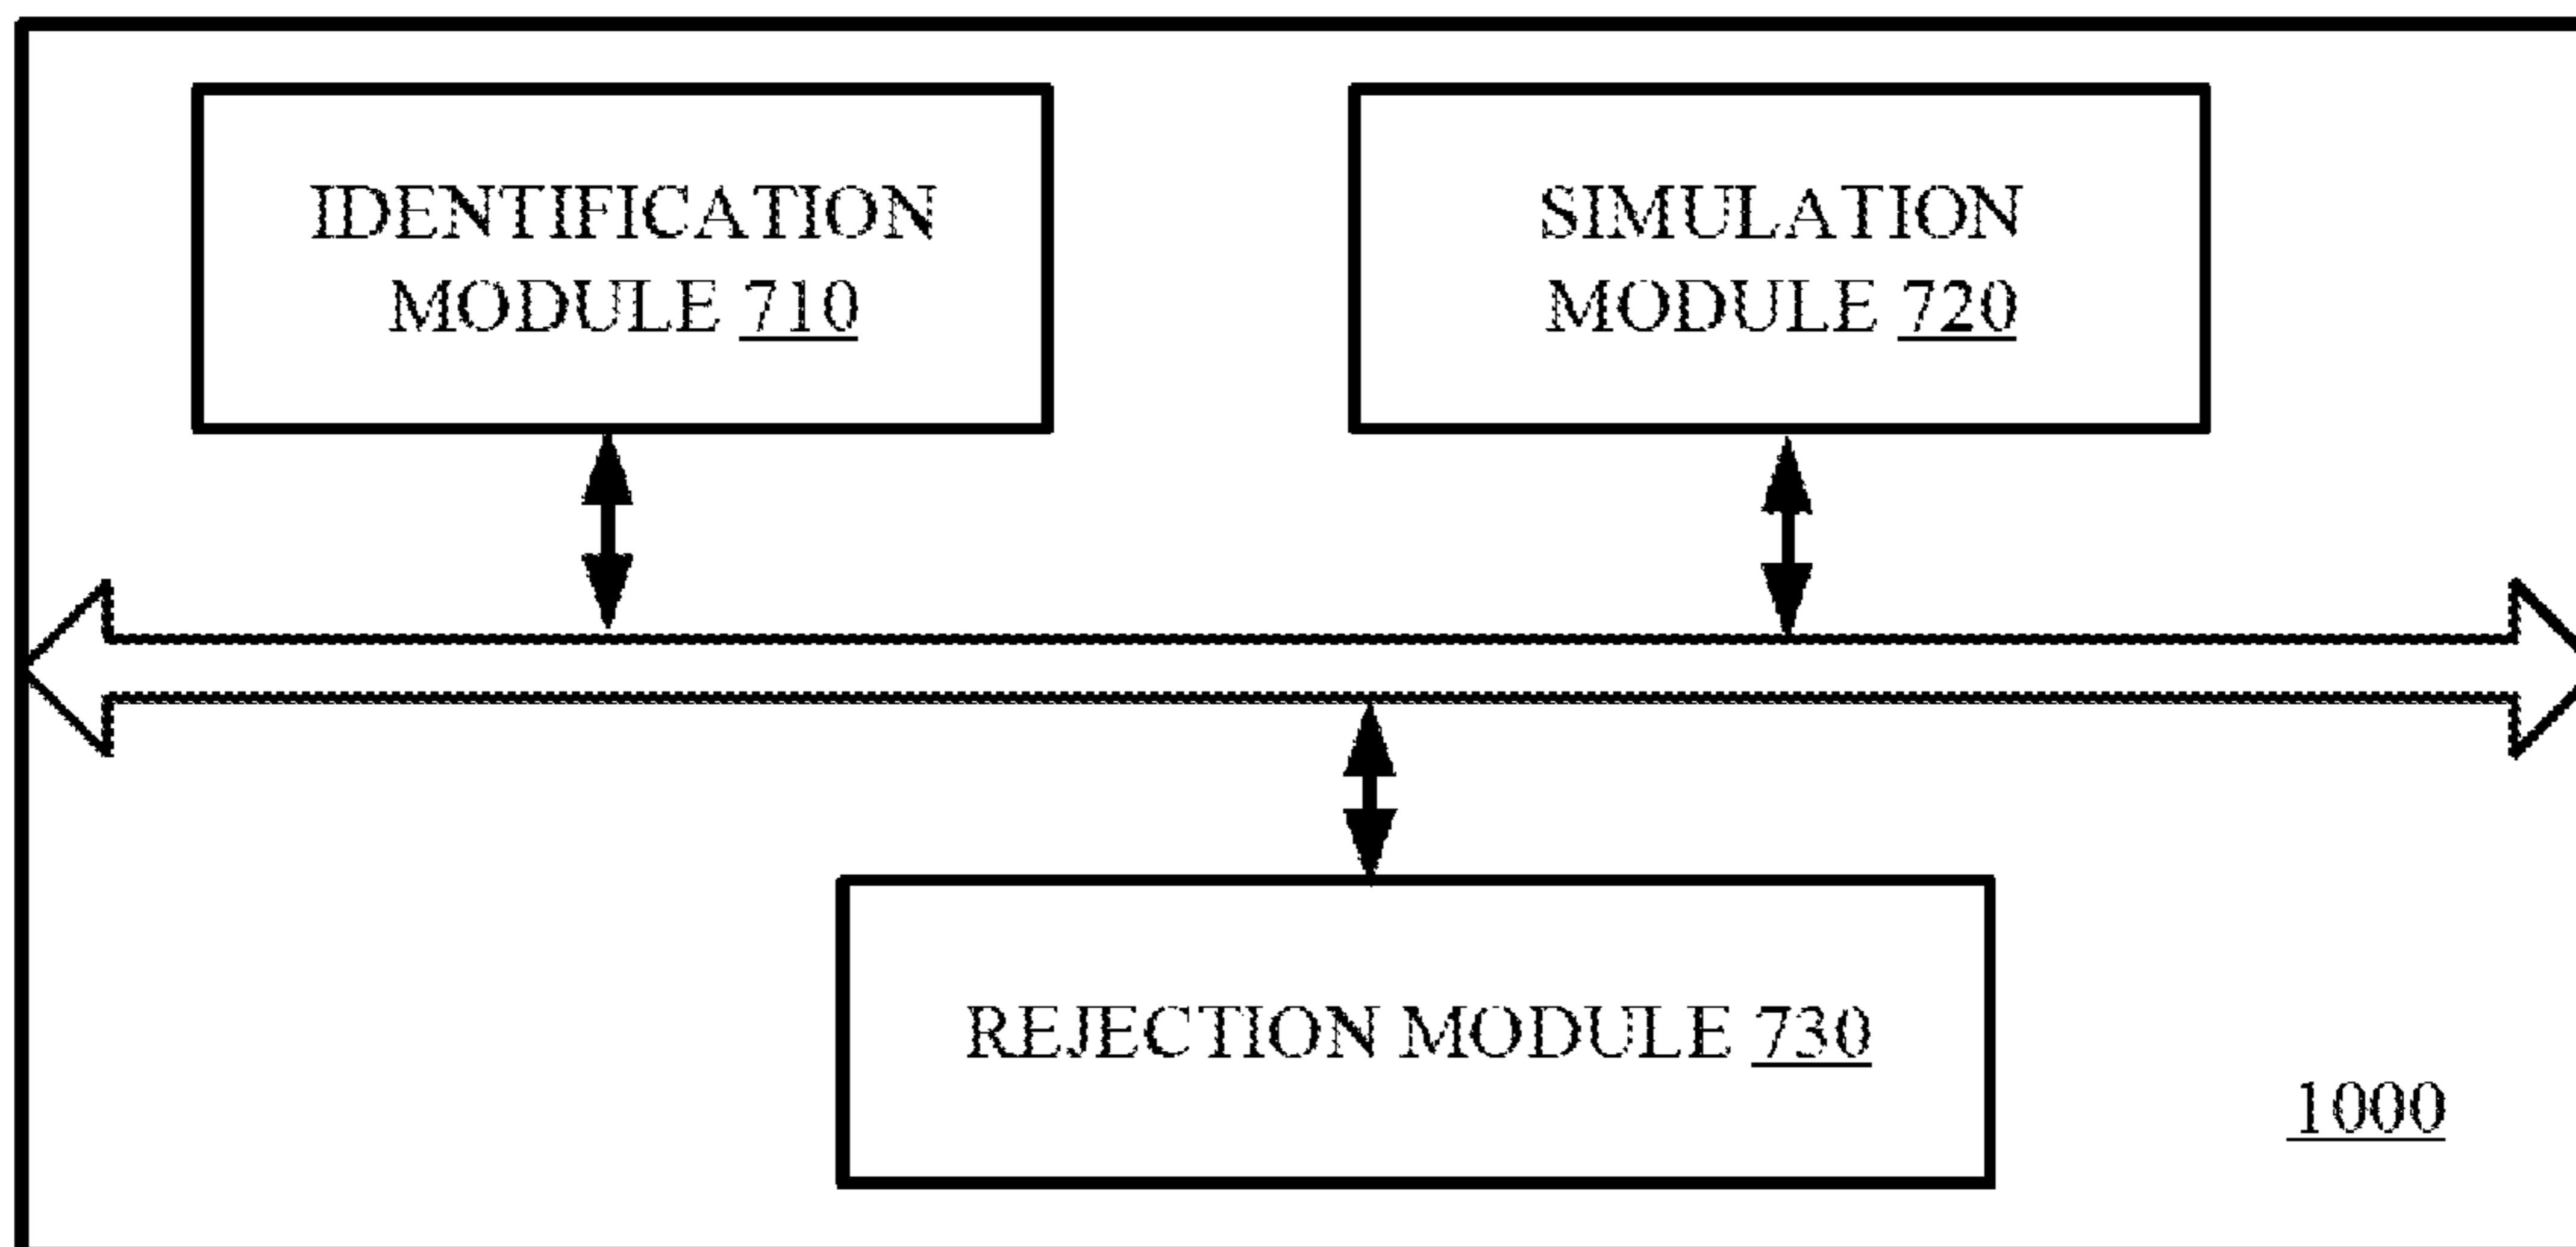 IDENTIFICATION
MODULE 710
SIMULATION
MODULE 720
REJECTION MODULE 730
1000